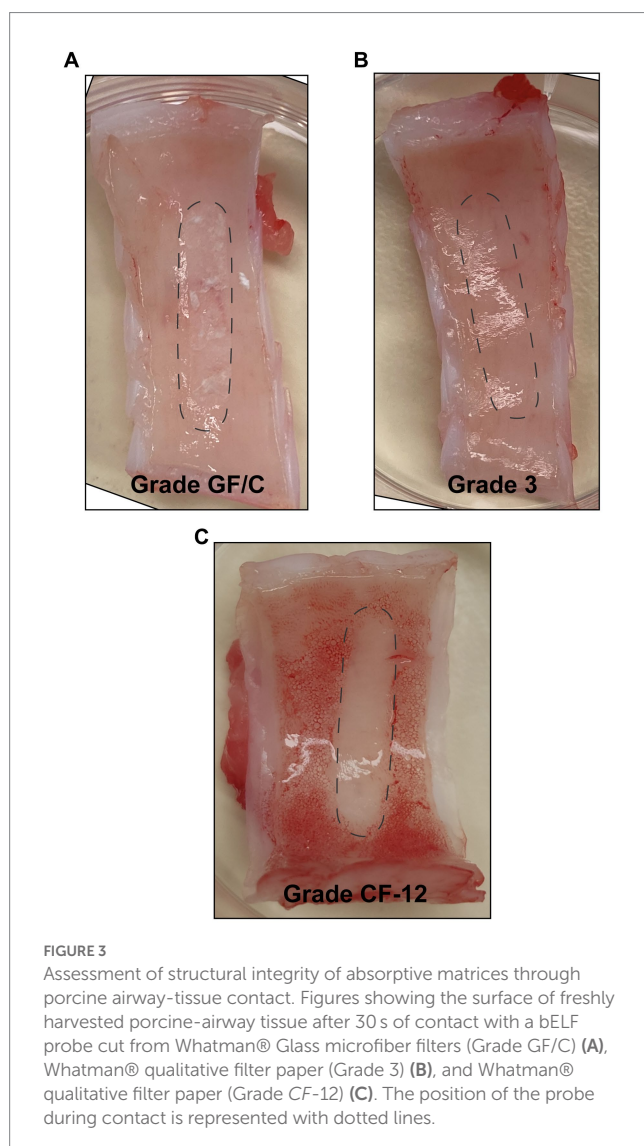 A
B
Grade GF/C
Grade 3
C
Grade CF-12
FIGURE 3
Assessment of structural integrity of absorptive matrices through
porcine airway-tissue contact. Figures showing the surface of freshly
harvested porcine-airway tissue after 30 s of contact with a bELF
probe cut from Whatman® Glass microfiber filters (Grade GF/C) (A),
Whatman® qualitative filter paper (Grade 3) (B), and Whatman®
qualitative filter paper (Grade CF-12) (C). The position of the probe
during contact is represented with dotted lines.